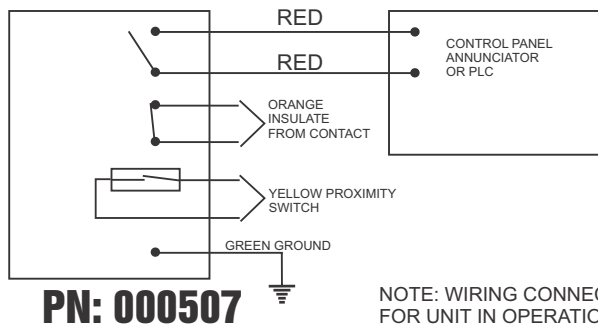 RED
CONTROL PANEL
ANNUNCIATOR
OR PLC
RED
ORANGE
INSULATE
FROM CONTACT
YELLOW PROXIMITY
SWITCH
GREEN GROUND
PN: 000507
NOTE: WIRING
FOR UNIT IN